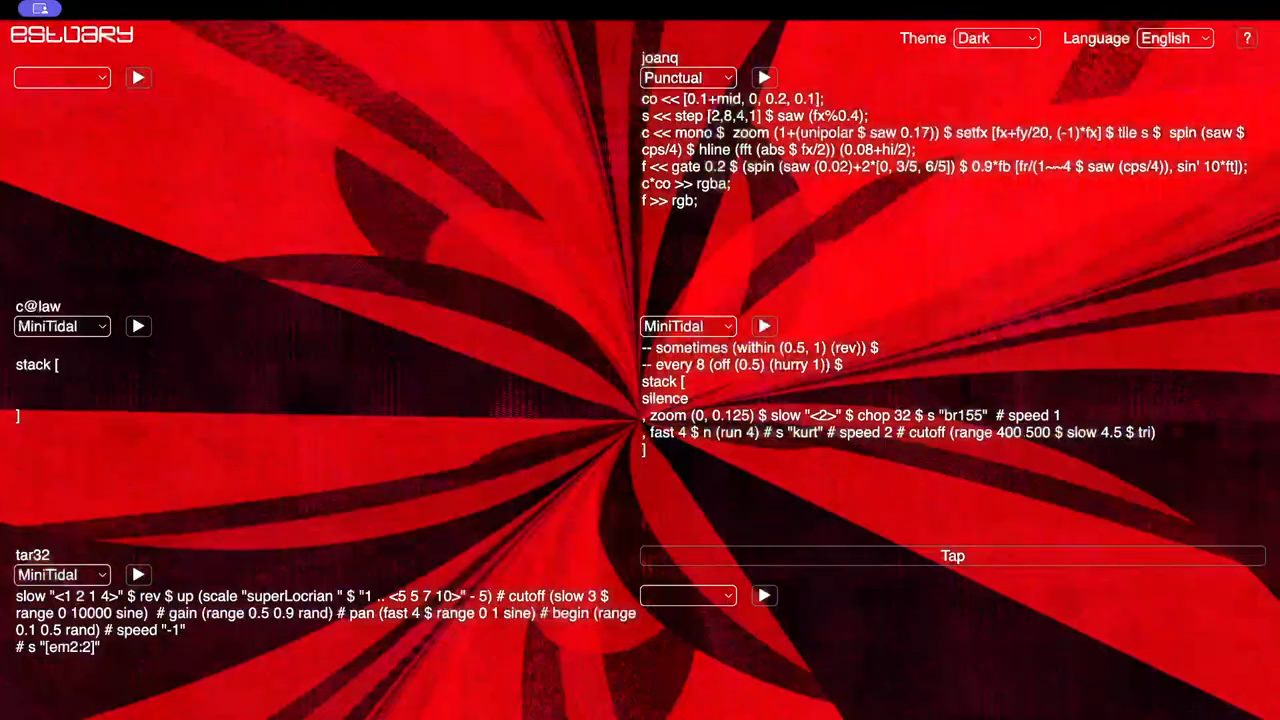 estuary
Theme Dark
Language English
?
joanq
Punctual
co << [0.1+mid, 0, 0.2, 0.1];
s << step [2,8,4,1] $ saw (fx%0.4);
c << mono $  zoom (1+(unipolar $ saw 0.17)) $ setfx [fx+fy/20, (-1)*fx] $ tile s $  spin (saw $
cps/4) $ hline (fft (abs $ fx/2)) (0.08+hi/2);
f << gate 0.2 $ (spin (saw (0.02)+2*[0, 3/5, 6/5]) $ 0.9*fb [fr/(1~~4 $ saw (cps/4)), sin' 10*ft]);
c*co >> rgba;
f >> rgb;
c@law
MiniTidal
stack [
]
MiniTidal
-- sometimes (within (0.5, 1) (rev)) $
-- every 8 (off (0.5) (hurry 1)) $
stack [
silence
, zoom (0, 0.125) $ slow "<2>" $ chop 32 $ s "br155"  # speed 1
, fast 4 $ n (run 4) # s "kurt" # speed 2 # cutoff (range 400 500 $ slow 4.5 $ tri)
]
tar32
MiniTidal
slow "<1 2 1 4>" $ rev $ up (scale "superLocrian " $ "1 .. <5 5 7 10>" - 5) # cutoff (slow 3 $
range 0 10000 sine)  # gain (range 0.5 0.9 rand) # pan (fast 4 $ range 0 1 sine) # begin (range
0.1 0.5 rand) # speed "-1"
# s "[em2:2]"
Tap